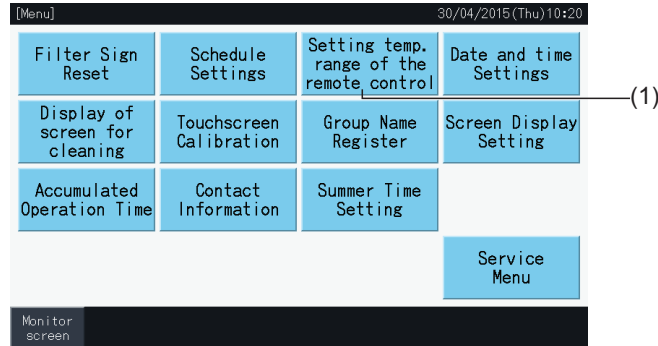 [Menu] 30/04/2015(Thu)10:20
Filter Sign
Reset
Schedule
Settings
Setting temp.
range of the
remote control
Date and time
Settings
(1)
Display of
screen for
cleaning
Touchscreen
Calibration
Group Name
Register
Screen Display
Setting
Accumulated
Operation Time
Contact
Information
Summer Time
Setting
Service
Menu
Monitor
screen